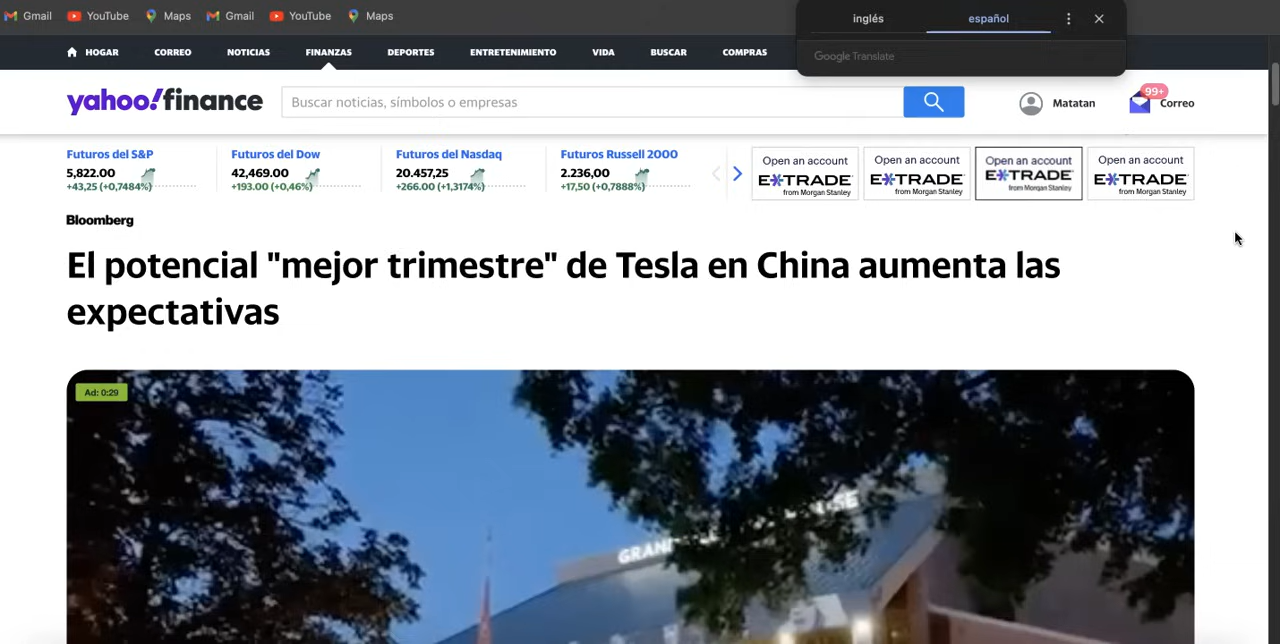 Gmail YouTube Maps Gmail YouTube Maps
inglés español
Google Translate
HOGAR CORREO NOTICIAS FINANZAS DEPORTES ENTRETENIMIENTO VIDA BUSCAR COMPRAS
yahoo!finance
Buscar noticias, símbolos o empresas
Matatan
99+
Correo
Futuros del S&P
5,822.00
+43,25 (+0,7484%)
Futuros del Dow
42,469.00
+193.00 (+0,46%)
Futuros del Nasdaq
20.457,25
+266.00 (+1,3174%)
Futuros Russell 2000
2.236,00
+17,50 (+0,7888%)
Open an account
E*TRADE
from Morgan Stanley
Open an account
E*TRADE
from Morgan Stanley
Open an account
E*TRADE
from Morgan Stanley
Open an account
E*TRADE
from Morgan Stanley
Bloomberg
El potencial "mejor trimestre" de Tesla en China aumenta las
expectativas
Ad: 0:29